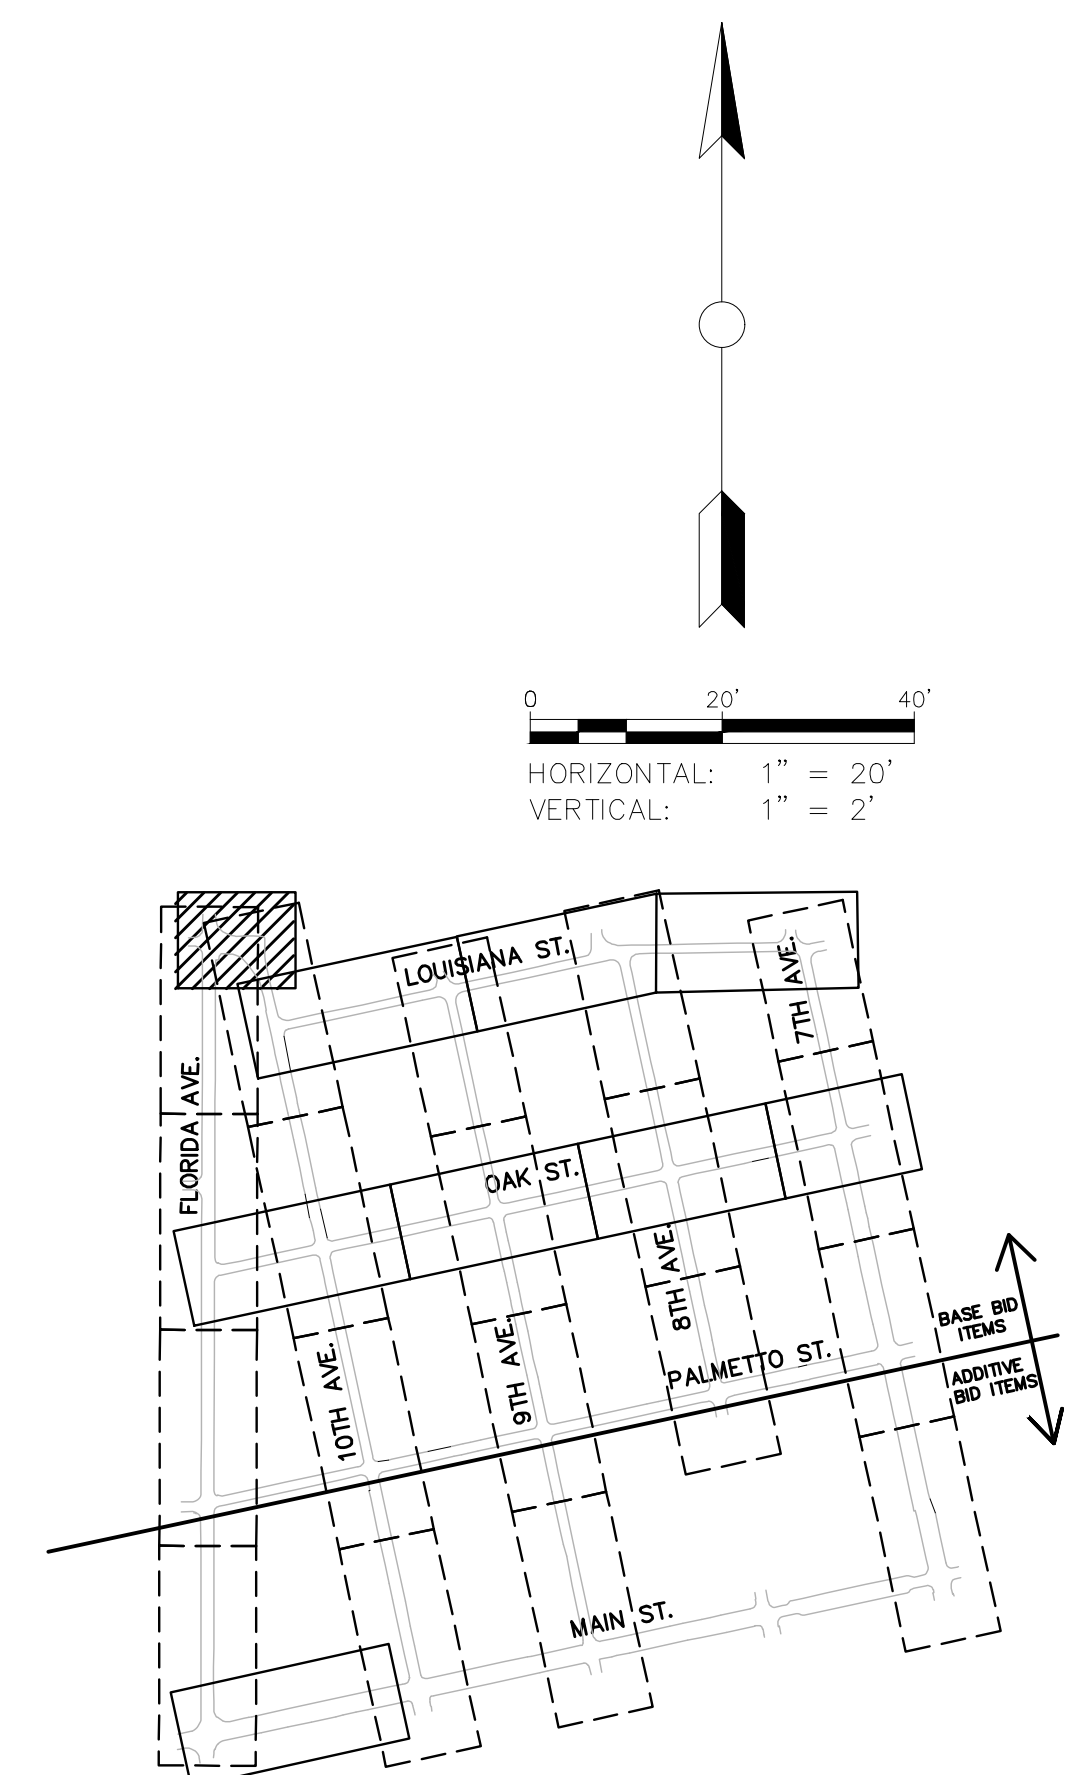 0 20' 40'
HORIZONTAL: 1" = 20'
VERTICAL: 1" = 2'
LOUISIANA ST.
7TH AVE.
FLORIDA AVE.
OAK ST.
8TH AVE.
BASE BID
ITEMS
PALMETTO ST.
ADDITIVE
BID ITEMS
10TH AVE.
9TH AVE.
MAIN ST.